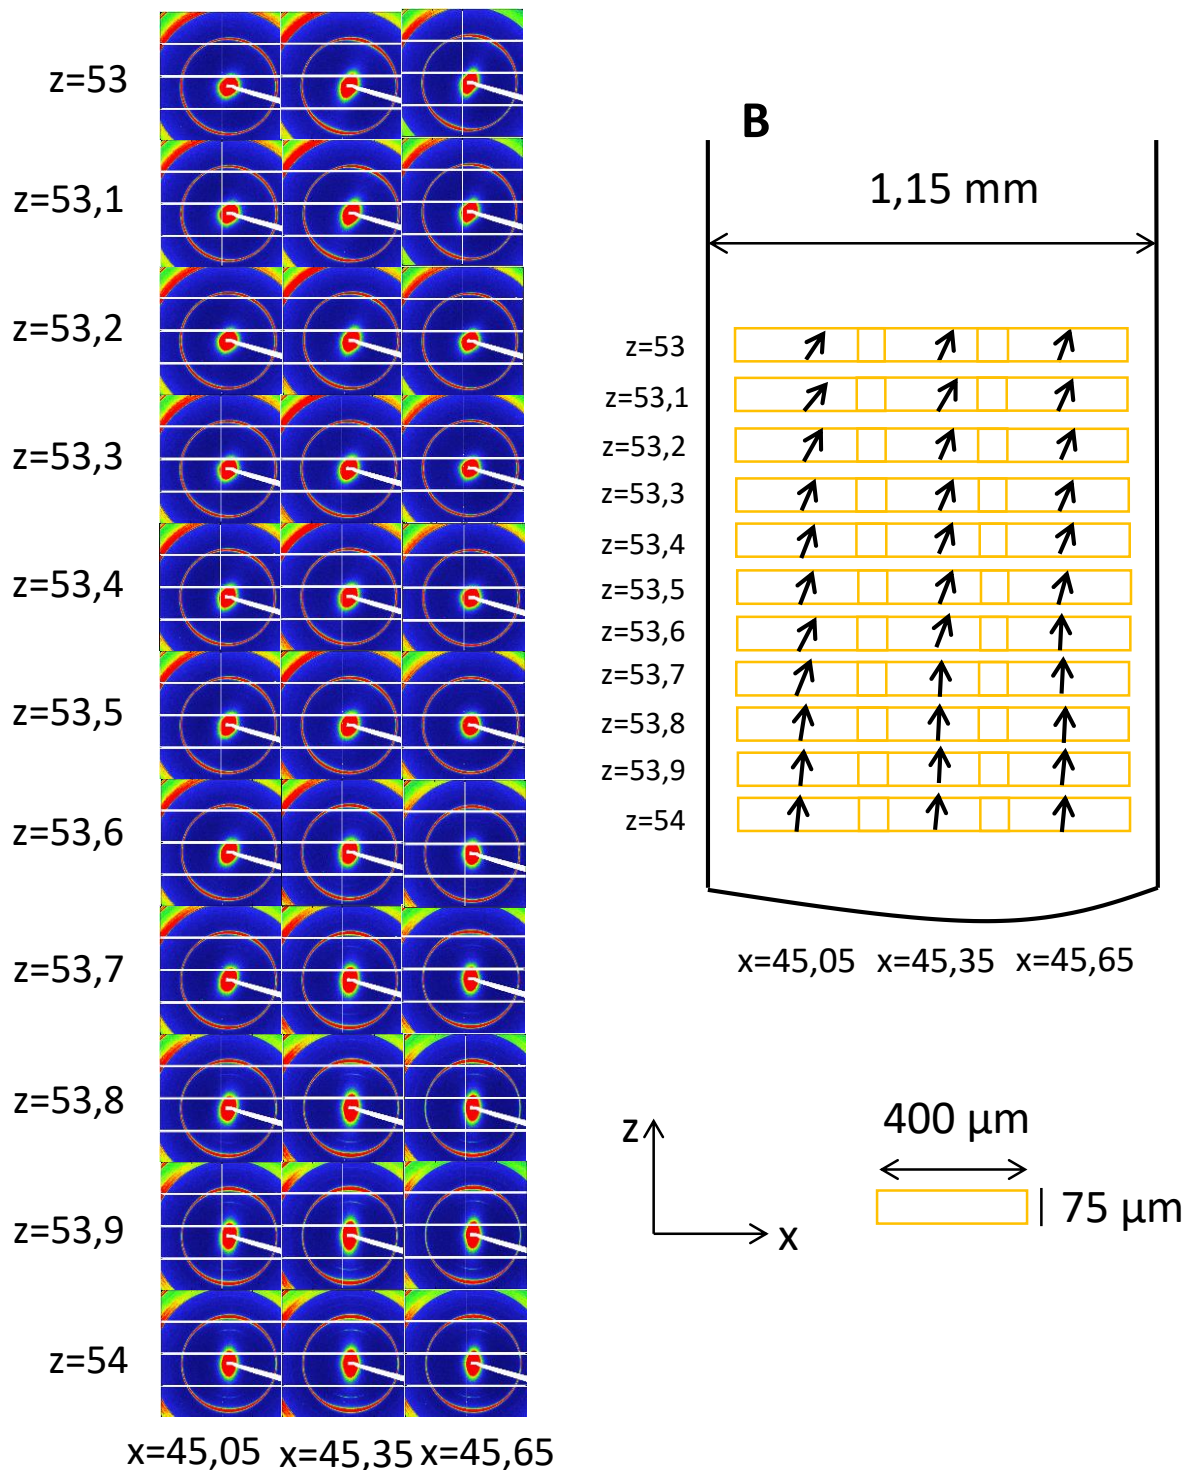 z=53
z=53,1
z=53,2
z=53,3
z=53,4
z=53,5
z=53,6
z=53,7
z=53,8
z=53,9
z=54
x=45,05 x=45,35 x=45,65
B
1,15 mm
z=53
z=53,1
z=53,2
z=53,3
z=53,4
z=53,5
z=53,6
z=53,7
z=53,8
z=53,9
z=54
x=45,05 x=45,35 x=45,65
z
x
400 µm
75 µm